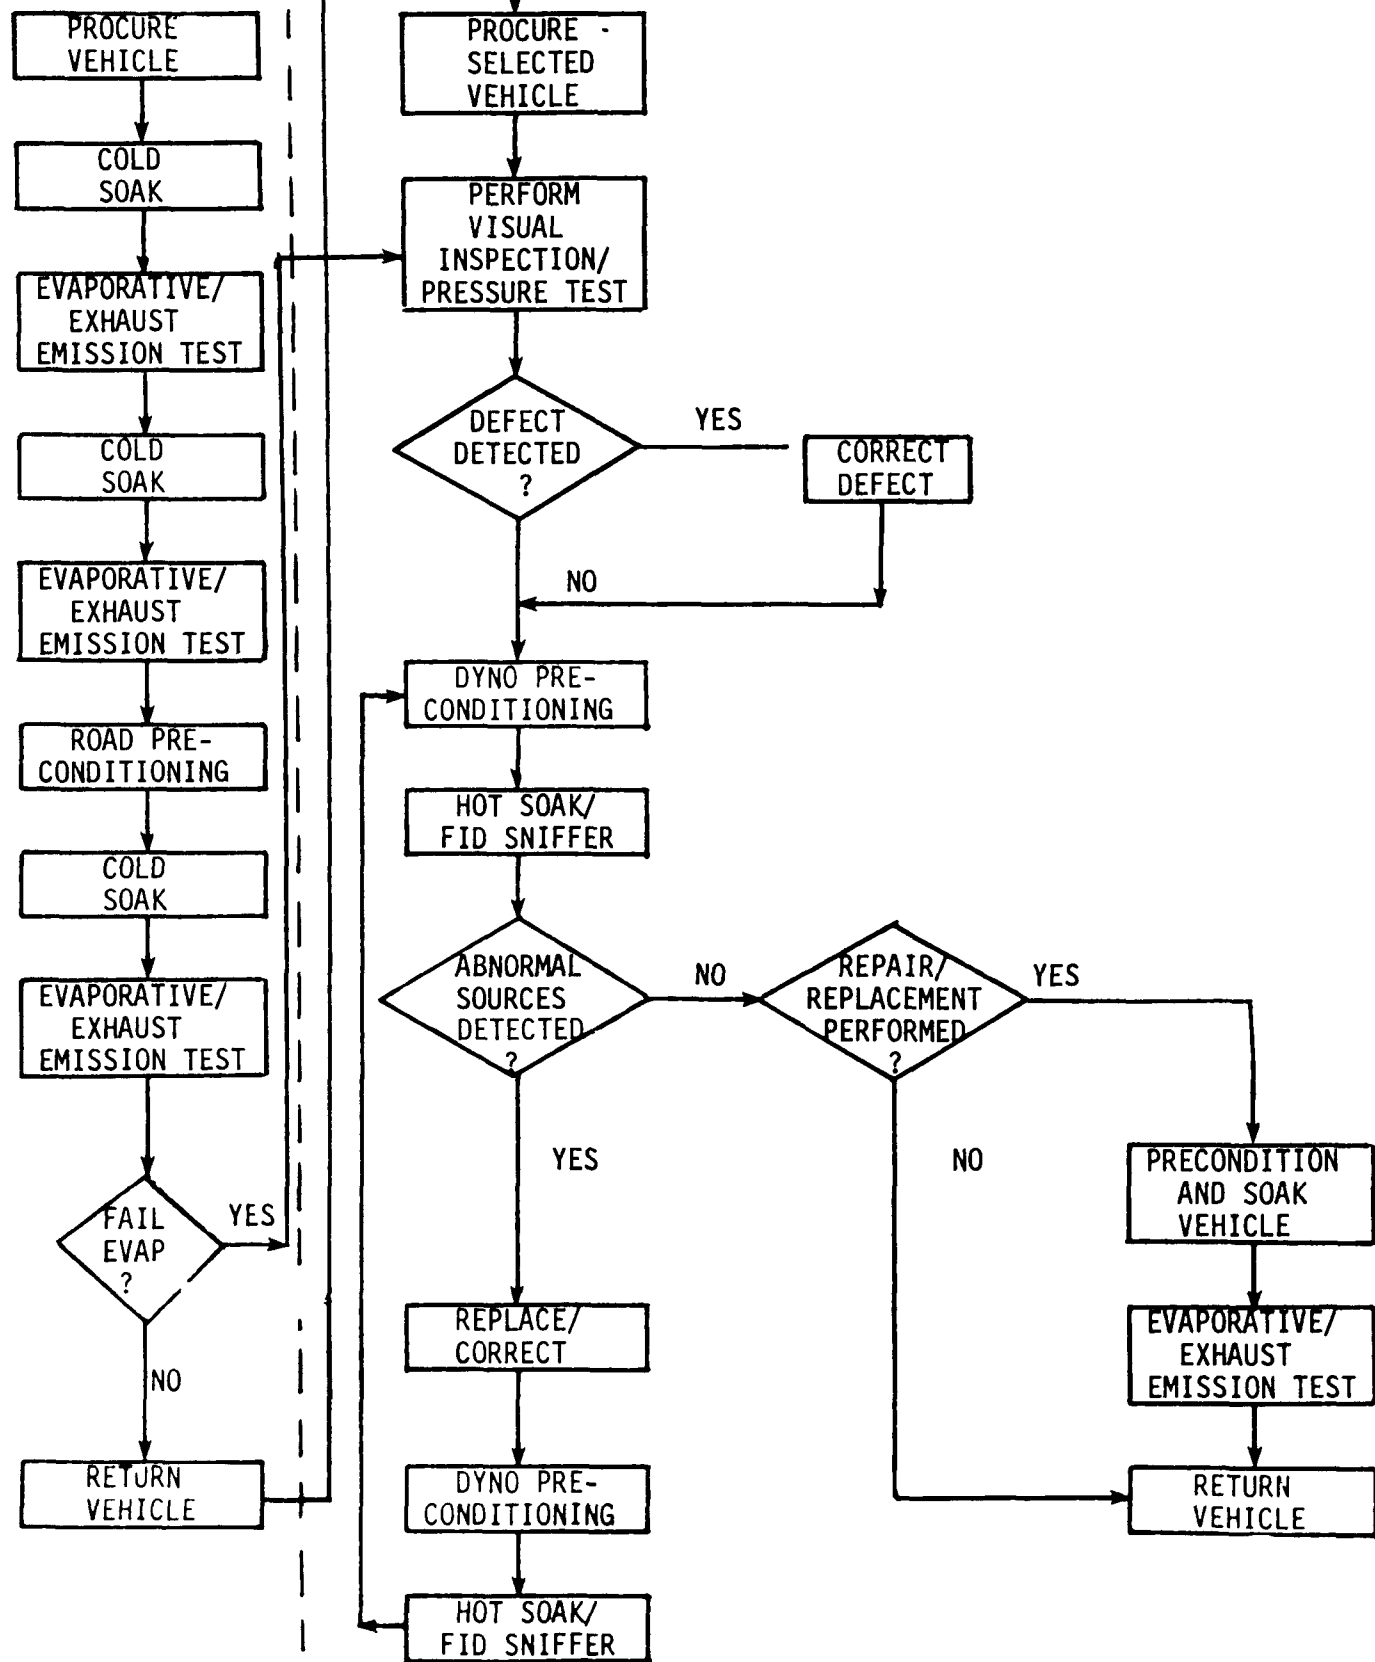 PROCURE
VEHICLE
COLD
SOAK
EVAPORATIVE/
EXHAUST
EMISSION TEST
COLD
SOAK
EVAPORATIVE/
EXHAUST
EMISSION TEST
ROAD PRE-
CONDITIONING
COLD
SOAK
EVAPORATIVE/
EXHAUST
EMISSION TEST
FAIL
EVAP
?
YES
NO
RETURN
VEHICLE
PROCURE -
SELECTED
VEHICLE
PERFORM
VISUAL
INSPECTION/
PRESSURE TEST
DEFECT
DETECTED
?
YES
CORRECT
DEFECT
NO
DYNO PRE-
CONDITIONING
HOT SOAK/
FID SNIFFER
ABNORMAL
SOURCES
DETECTED
?
NO
YES
REPLACE/
CORRECT
DYNO PRE-
CONDITIONING
HOT SOAK/
FID SNIFFER
REPAIR/
REPLACEMENT
PERFORMED
?
YES
NO
PRECONDITION
AND SOAK
VEHICLE
EVAPORATIVE/
EXHAUST
EMISSION TEST
RETURN
VEHICLE